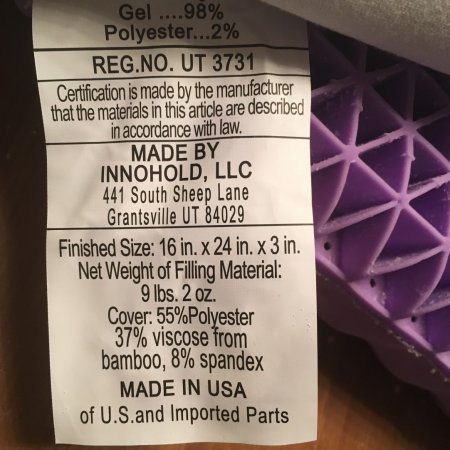 Gel ....98%
Polyester...2%
REG.NO. UT 3731
Certification is made by the manufacturer
that the materials in this article are described
in accordance with law.
MADE BY
INNOHOLD, LLC
441 South Sheep Lane
Grantsville UT 84029
Finished Size: 16 in. x 24 in. x 3 in.
Net Weight of Filling Material:
9 lbs. 2 oz.
Cover: 55%Polyester
37% viscose from
bamboo, 8% spandex
MADE IN USA
of U.S.and Imported Parts